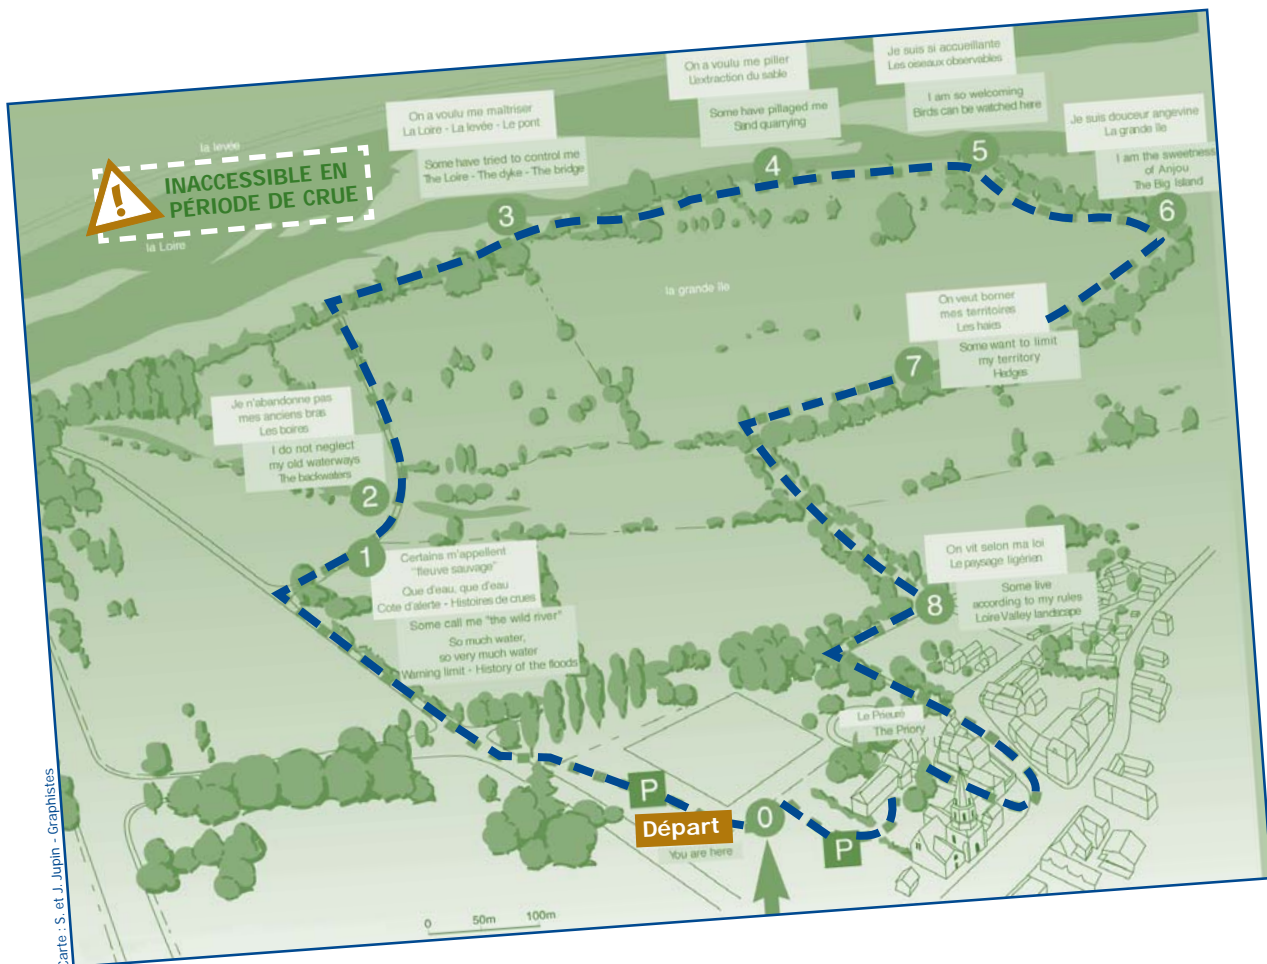 On a voulu me piller
L'extraction du sable
Some have pillaged me
Sand quarrying
Je suis si accueillante
Les oiseaux observables
I am so welcoming
Birds can be watched here
On a voulu me maîtriser
La Loire - La levée - Le pont
Some have tried to control me
The Loire - The dyke - The bridge
Je suis douceur angevine
La grande île
I am the sweetness
of Anjou
The Big Island
la levée
INACCESSIBLE EN
PÉRIODE DE CRUE
la Loire
3
4
5
6
la grande île
On veut borner
mes territoires
Les haies
Some want to limit
my territory
Hedges
7
Je n'abandonne pas
mes anciens bras
Les boires
I do not neglect
my old waterways
The backwaters
2
1
Certains m'appellent
"fleuve sauvage"
Que d'eau, que d'eau
Cote d'alerte - Histoires de crues
Some call me "the wild river"
So much water,
so very much water
Warning limit - History of the floods
On vit selon ma loi
Le paysage ligérien
Some live
according to my rules
Loire Valley landscape
8
Le Prieuré
The Priory
P
Départ
0
You are here
P
0 50m 100m
Carte : S. et J. Jupin - Graphistes